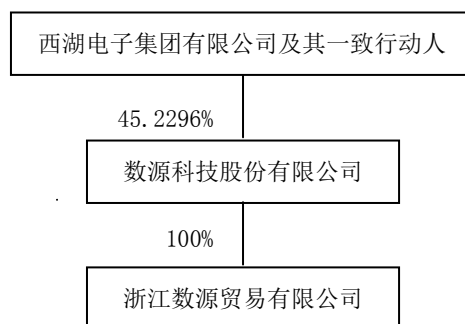 西湖电子集团有限公司及其一致行动人
45.2296%
数源科技股份有限公司
100%
浙江数源贸易有限公司